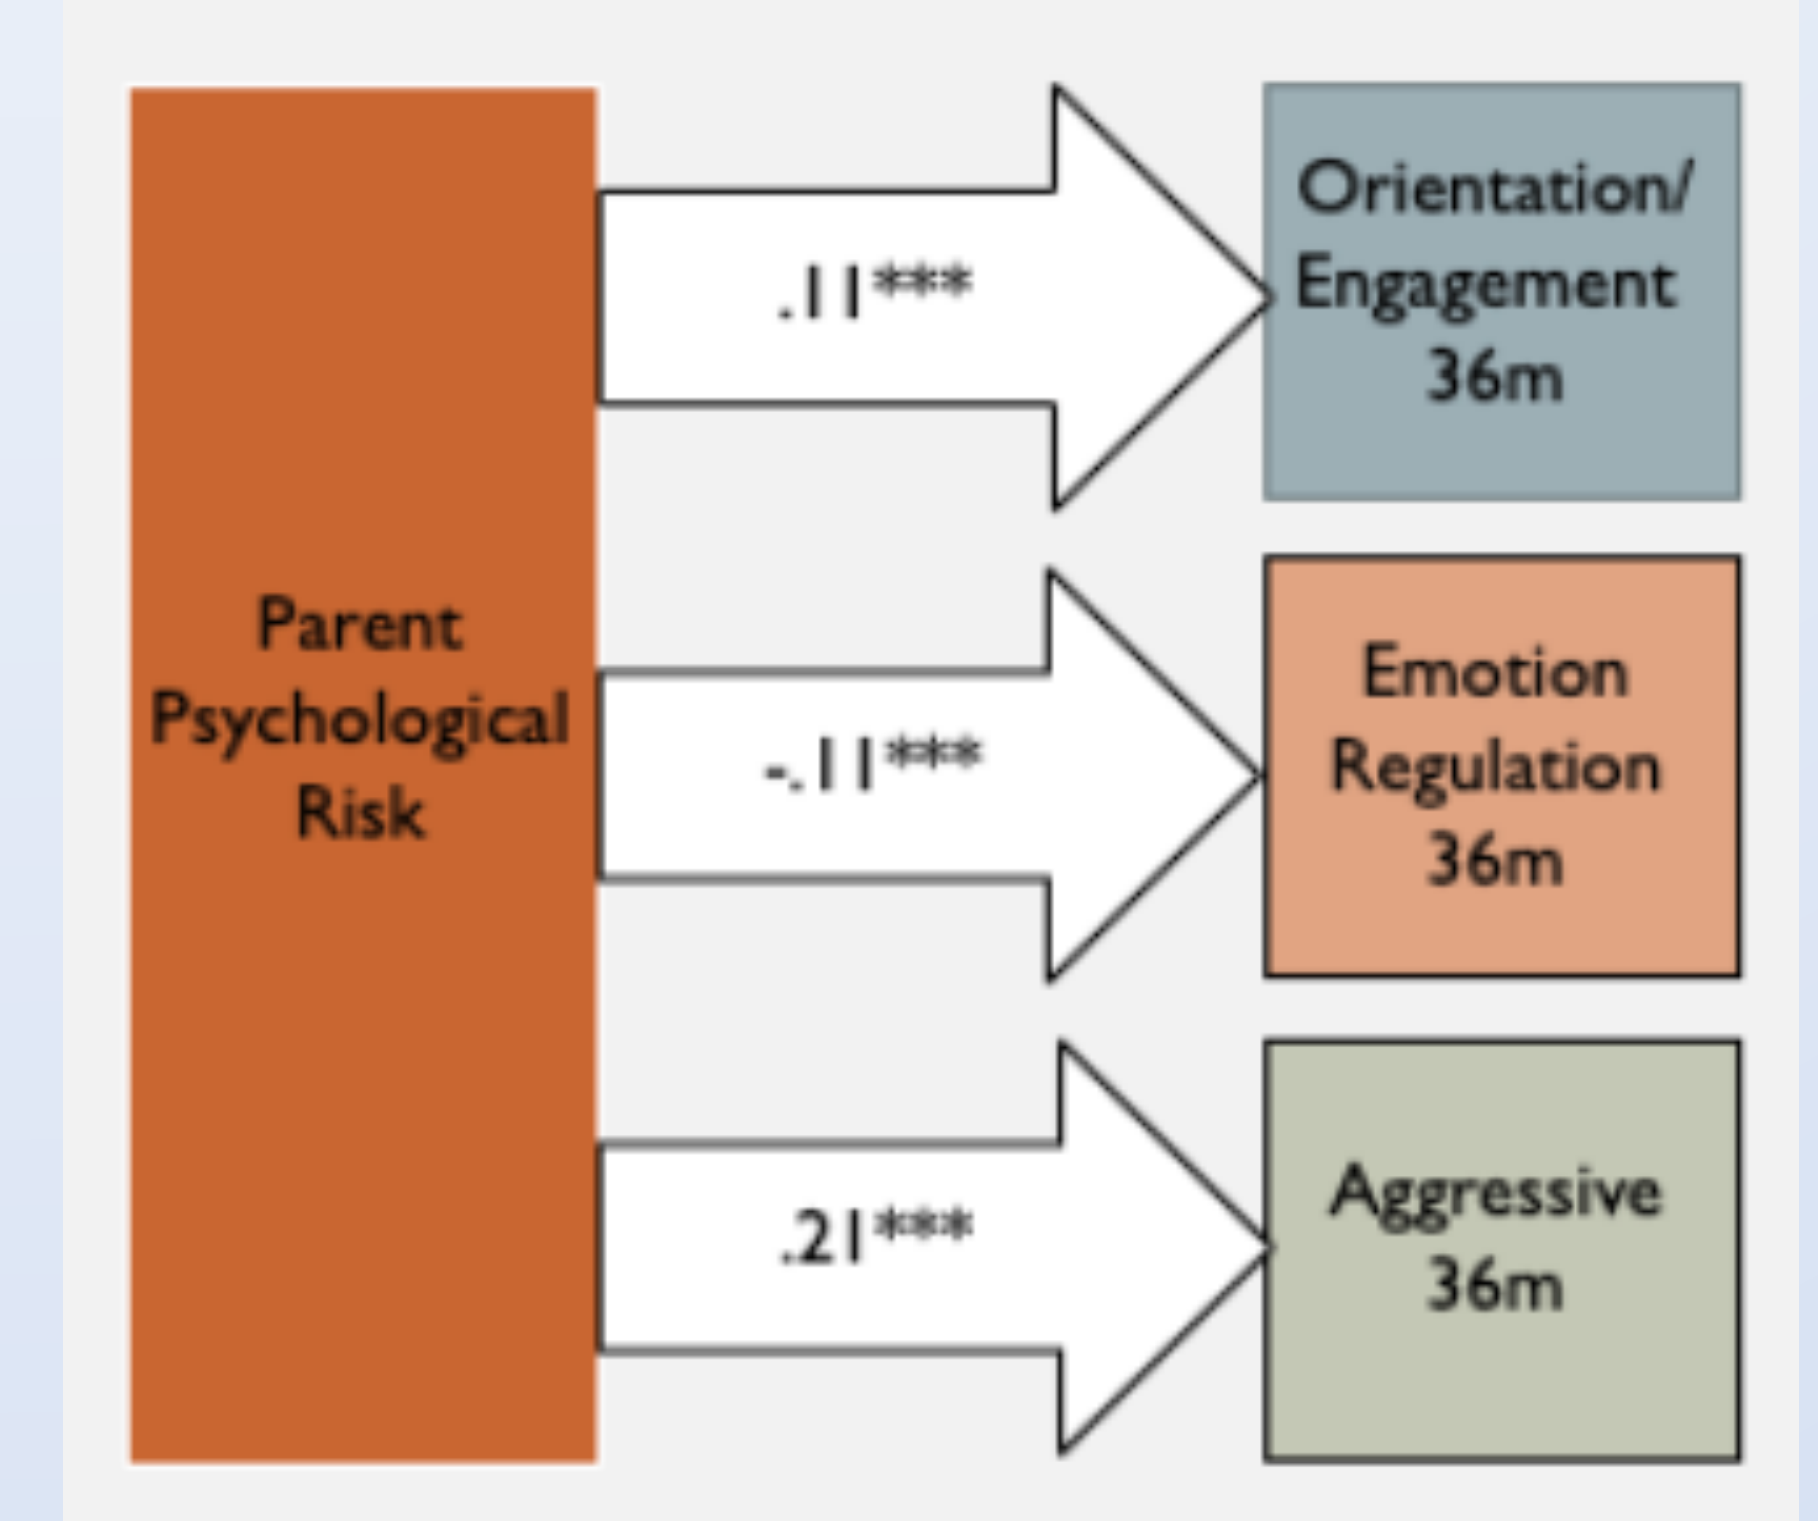 Parent
Psychological
Risk
.11***
Orientation/
Engagement
36m
-.11***
Emotion
Regulation
36m
.21***
Aggressive
36m